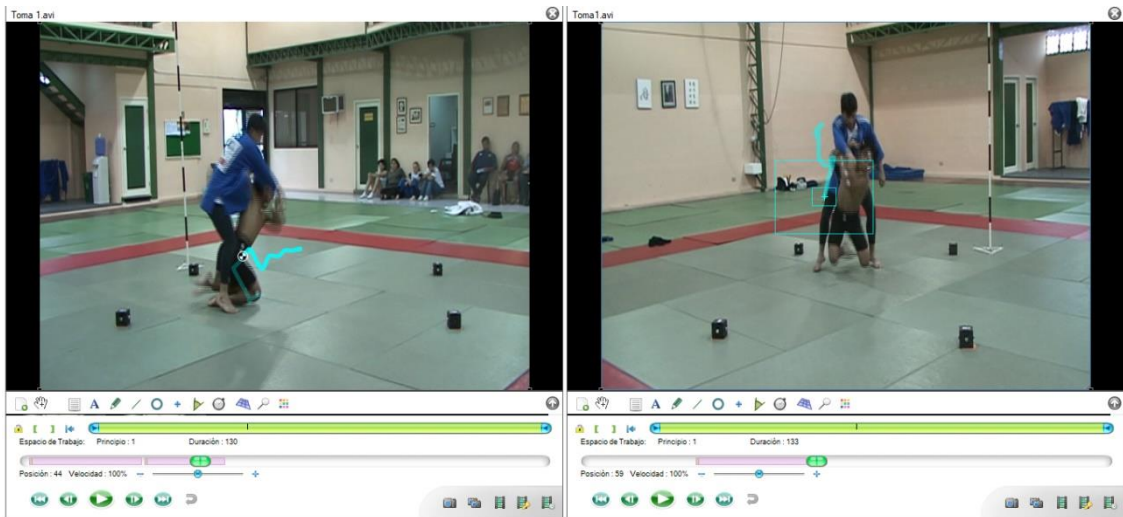 Toma 1.avi
Toma1.avi
A
Espacio de Trabajo: Principio : 1 Duración : 130
Posición : 44 Velocidad : 100%
A
Espacio de Trabajo: Principio : 1 Duración : 133
Posición : 59 Velocidad : 100%